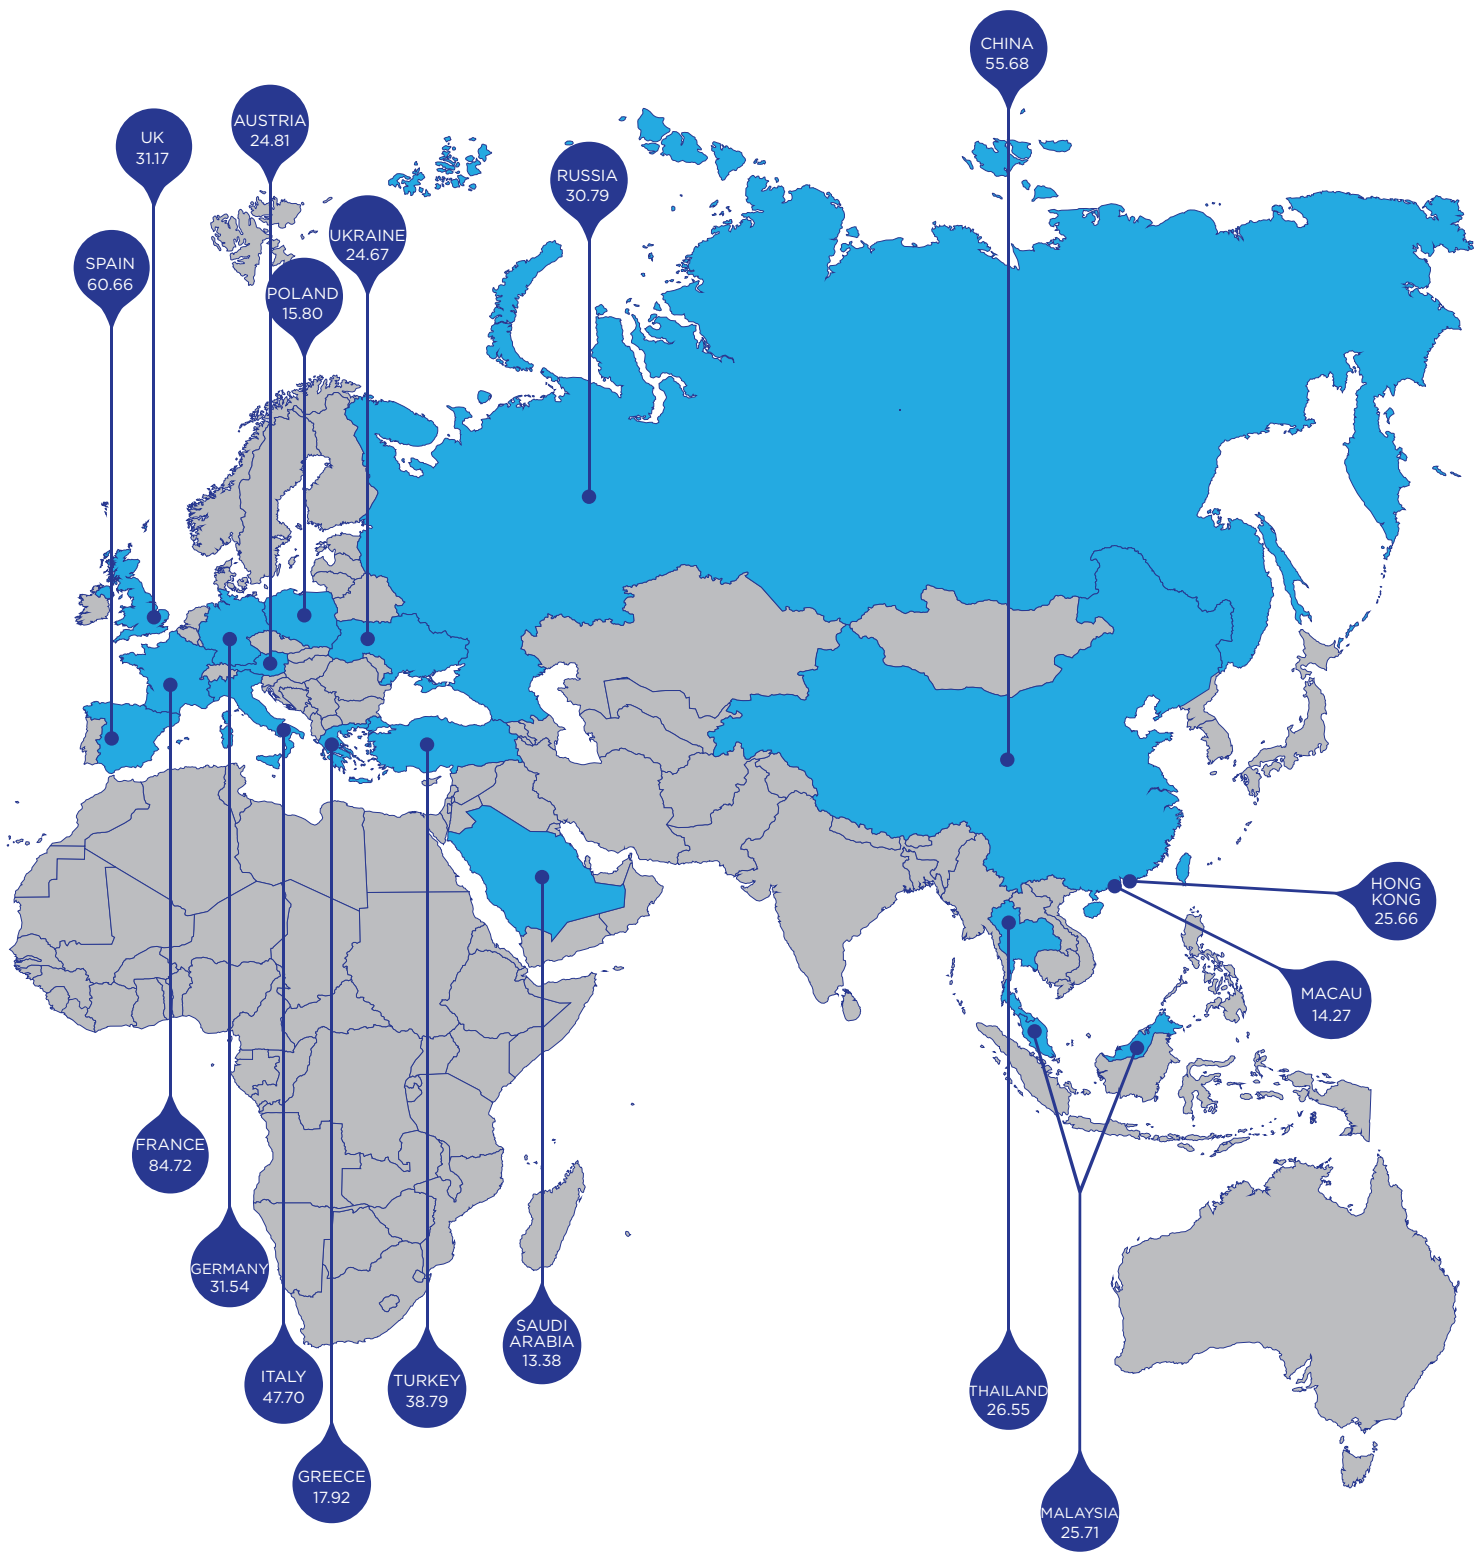 CHINA
55.68
AUSTRIA
24.81
UK
31.17
RUSSIA
30.79
UKRAINE
24.67
SPAIN
60.66
POLAND
15.80
HONG
KONG
25.66
MACAU
14.27
FRANCE
84.72
GERMANY
31.54
SAUDI
ARABIA
13.38
ITALY
47.70
TURKEY
38.79
THAILAND
26.55
GREECE
17.92
MALAYSIA
25.71